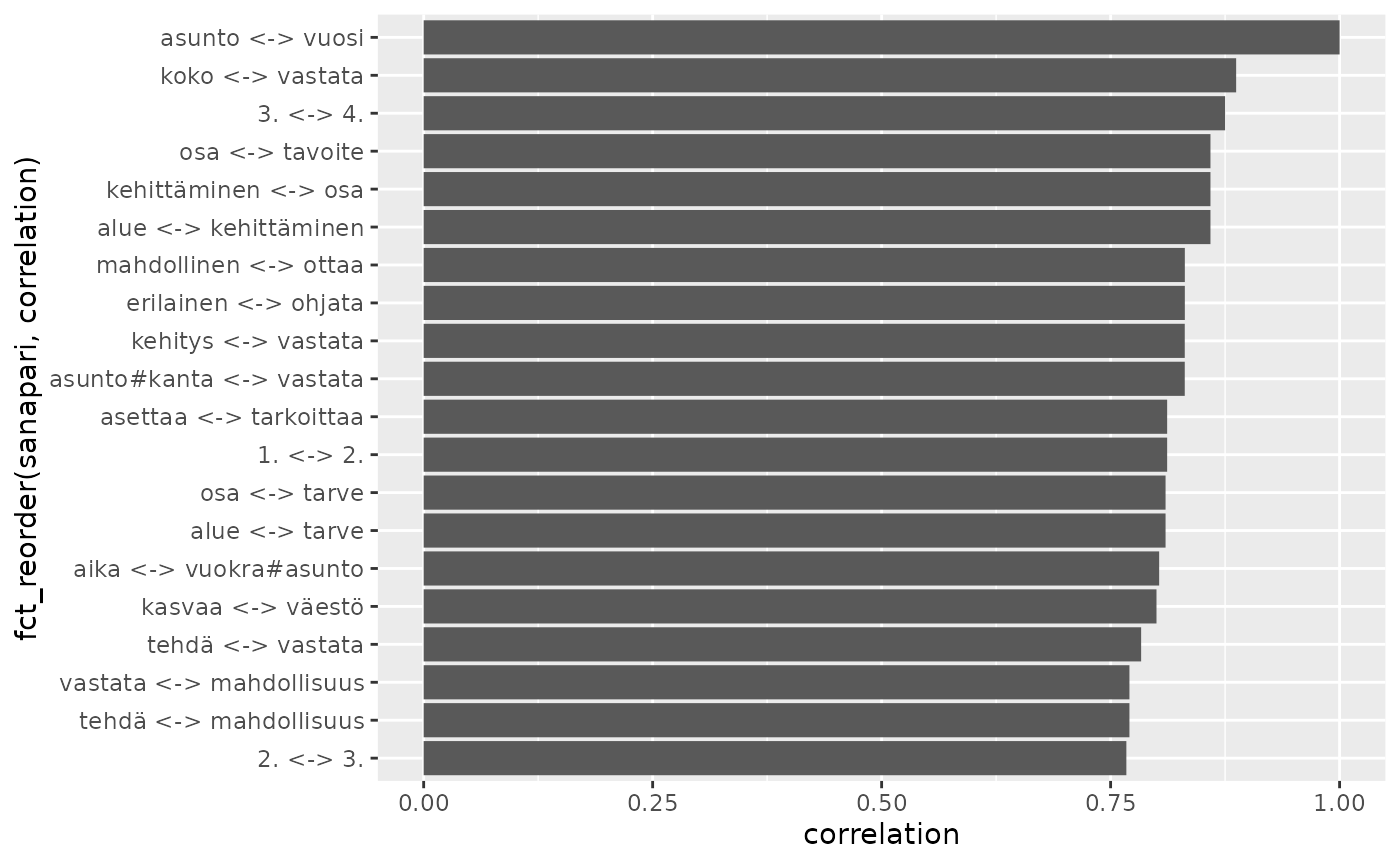 fct_reorder(sanapari, correlation)
asunto <-> vuosi
koko <-> vastata
3. <-> 4.
osa <-> tavoite
kehittäminen <-> osa
alue <-> kehittäminen
mahdollinen <-> ottaa
erilainen <-> ohjata
kehitys <-> vastata
asunto#kanta <-> vastata
asettaa <-> tarkoittaa
1. <-> 2.
osa <-> tarve
alue <-> tarve
aika <-> vuokra#asunto
kasvaa <-> väestö
tehdä <-> vastata
vastata <-> mahdollisuus
tehdä <-> mahdollisuus
2. <-> 3.
0.00 0.25 0.50 0.75 1.00
correlation